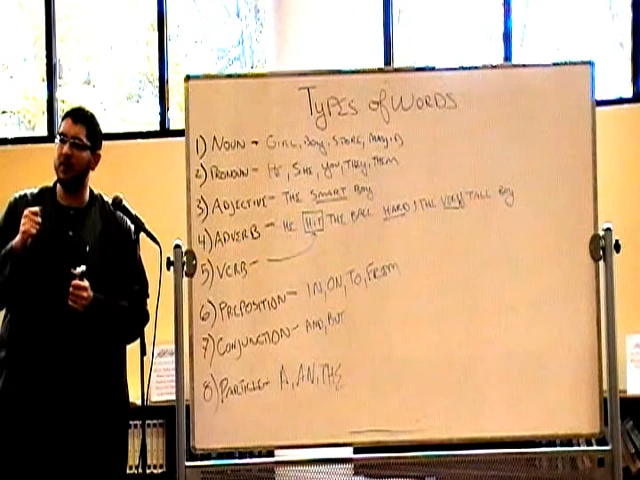 TYPES OF WORDS
1) NOUN - GIRL, BOY, STORE, MASJID
2) PRONOUN - HE, SHE, YOU, THEY, THEM
3) ADJECTIVE - THE SMART BOY
4) ADVERB - HE HIT THE BALL HARD / THE VERY TALL BOY
5) VERB -
6) PREPOSITION - IN, ON, TO, FROM
7) CONJUNCTION - AND, BUT
8) PARTICLE - A, AN, THE